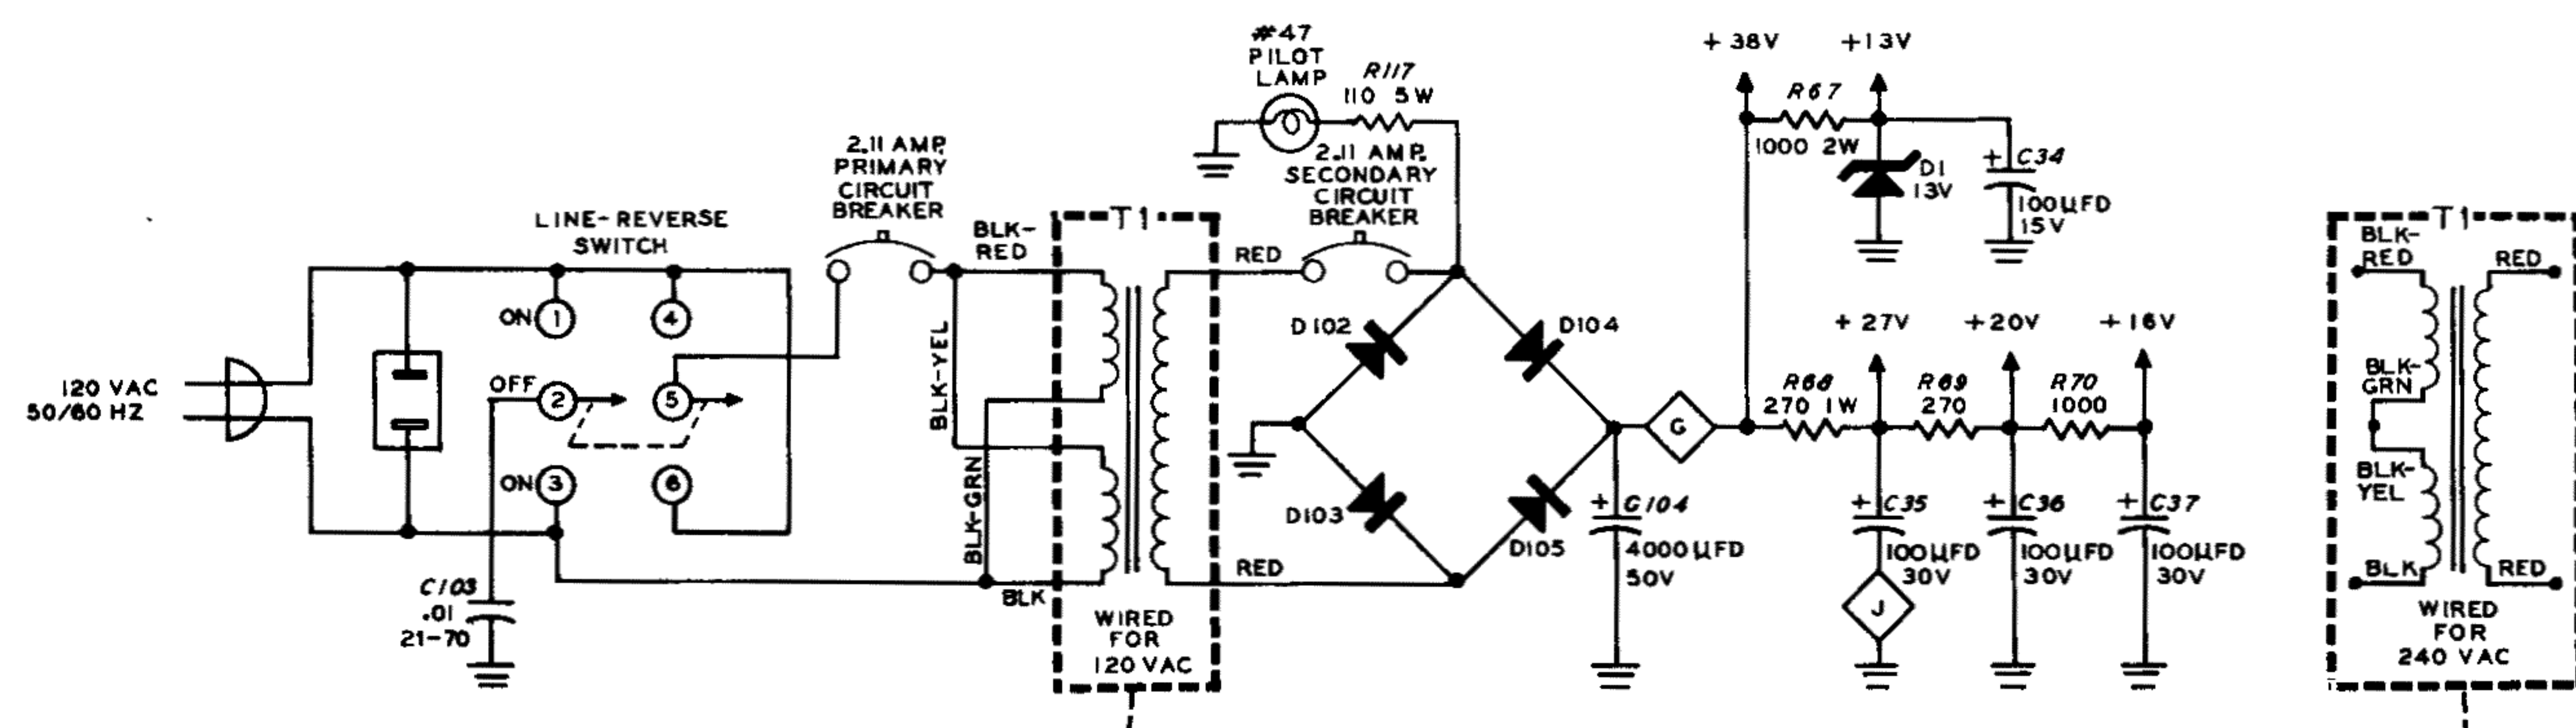 120 VAC
50/60 HZ
LINE-REVERSE
SWITCH
ON 1
4
OFF 2
5
ON 3
6
C103
.01
21-70
2.11 AMP.
PRIMARY
CIRCUIT
BREAKER
BLK-
RED
BLK-YEL
BLK-GRN
BLK
T1
WIRED
FOR
120 VAC
#47
PILOT
LAMP
R117
110 5W
2.11 AMP.
SECONDARY
CIRCUIT
BREAKER
RED
RED
D102
D104
D103
D105
G
C104
4000µFD
50V
+38V
+13V
R67
1000 2W
D1
13V
+ C34
100µFD
15V
+27V
+20V
+16V
R68
270 1W
R69
270
R70
1000
+ C35
100µFD
30V
J
+ C36
100µFD
30V
+ C37
100µFD
30V
T1
BLK-
RED
RED
BLK-
GRN
BLK-
YEL
BLK
RED
WIRED
FOR
240 VAC